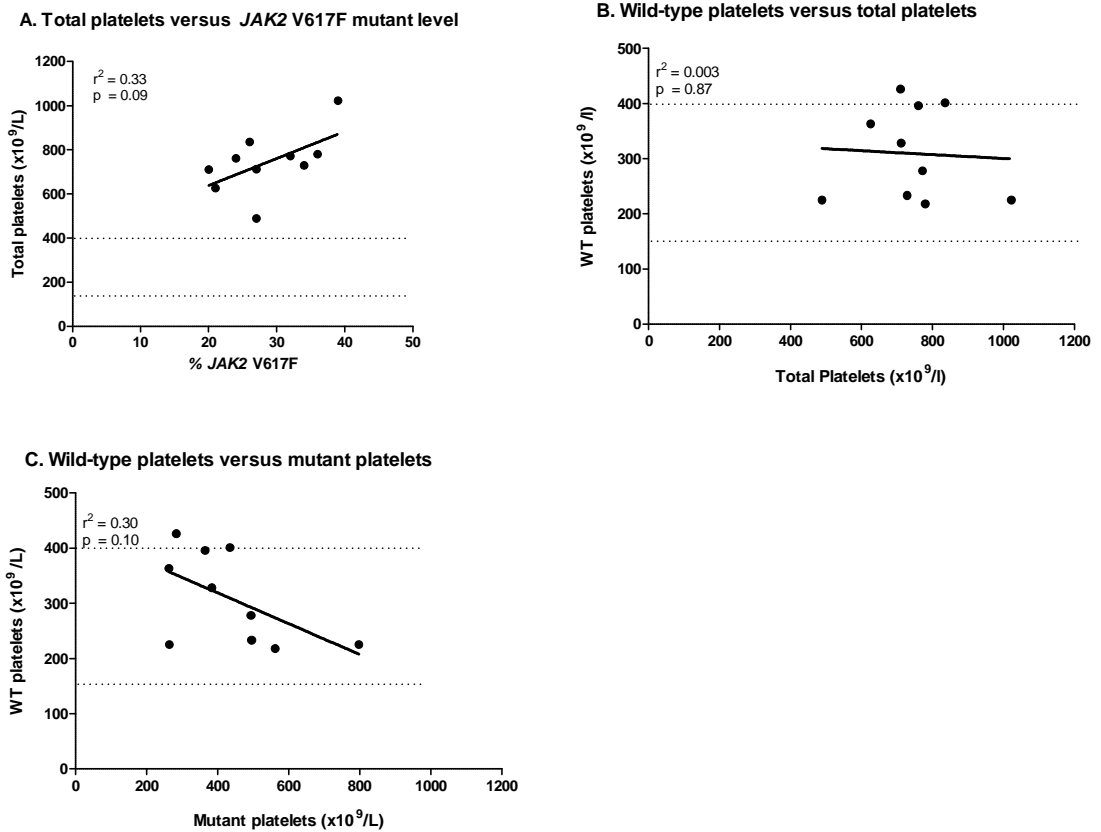 A. Total platelets versus JAK2 V617F mutant level
r² = 0.33
p = 0.09
Total platelets (x10⁹/L)
1200
1000
800
600
400
200
0
0 10 20 30 40 50
% JAK2 V617F
B. Wild-type platelets versus total platelets
r² = 0.003
p = 0.87
WT platelets (x10⁹/l)
500
400
300
200
100
0
0 200 400 600 800 1000 1200
Total Platelets (x10⁹/l)
C. Wild-type platelets versus mutant platelets
r² = 0.30
p = 0.10
WT platelets (x10⁹/L)
500
400
300
200
100
0
0 200 400 600 800 1000 1200
Mutant platelets (x10⁹/L)